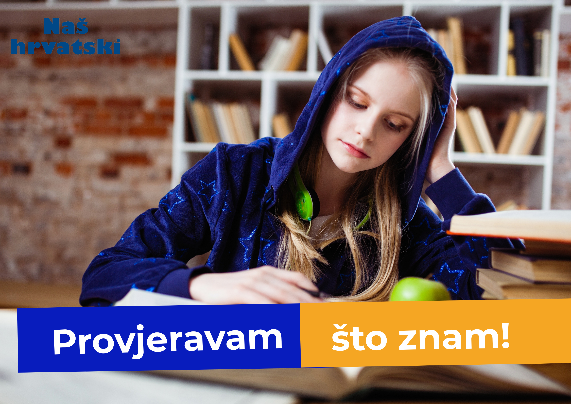 Naš
hrvatski
Provjeravam što znam!